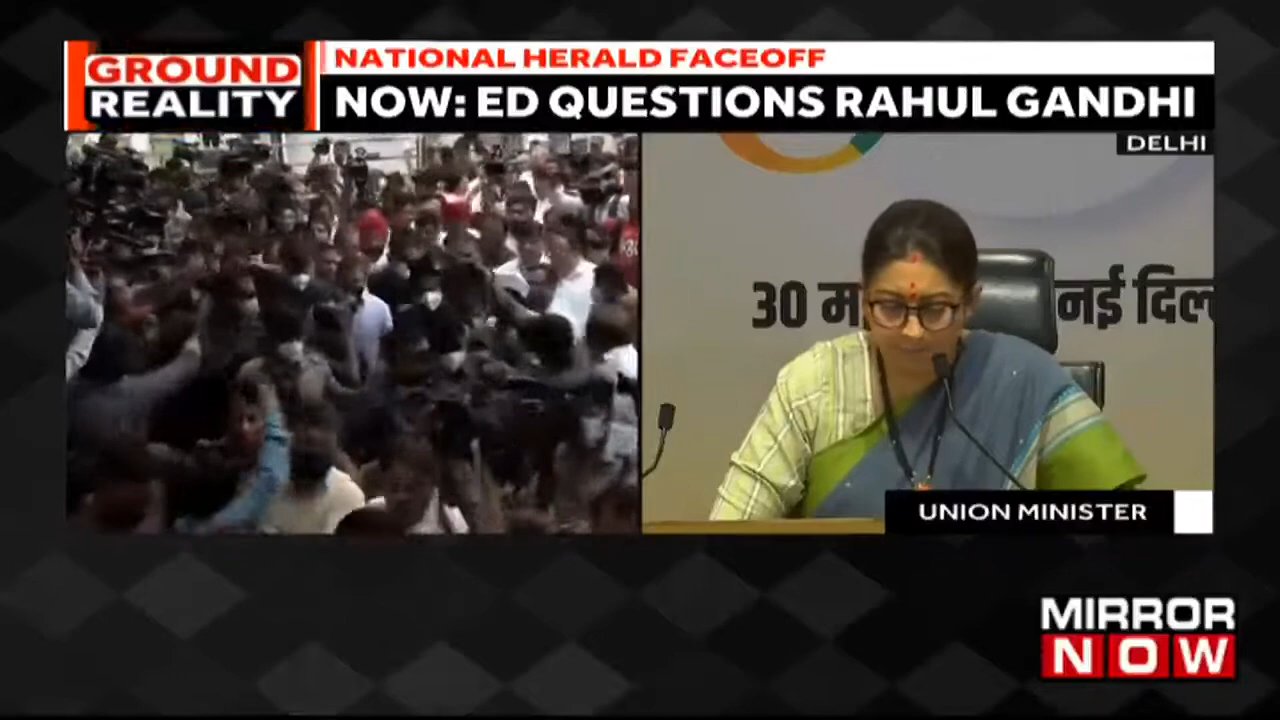 GROUND
REALITY
NATIONAL HERALD FACEOFF
NOW: ED QUESTIONS RAHUL GANDHI
DELHI
30 म
नई दिल्
UNION MINISTER
MIRROR
NOW